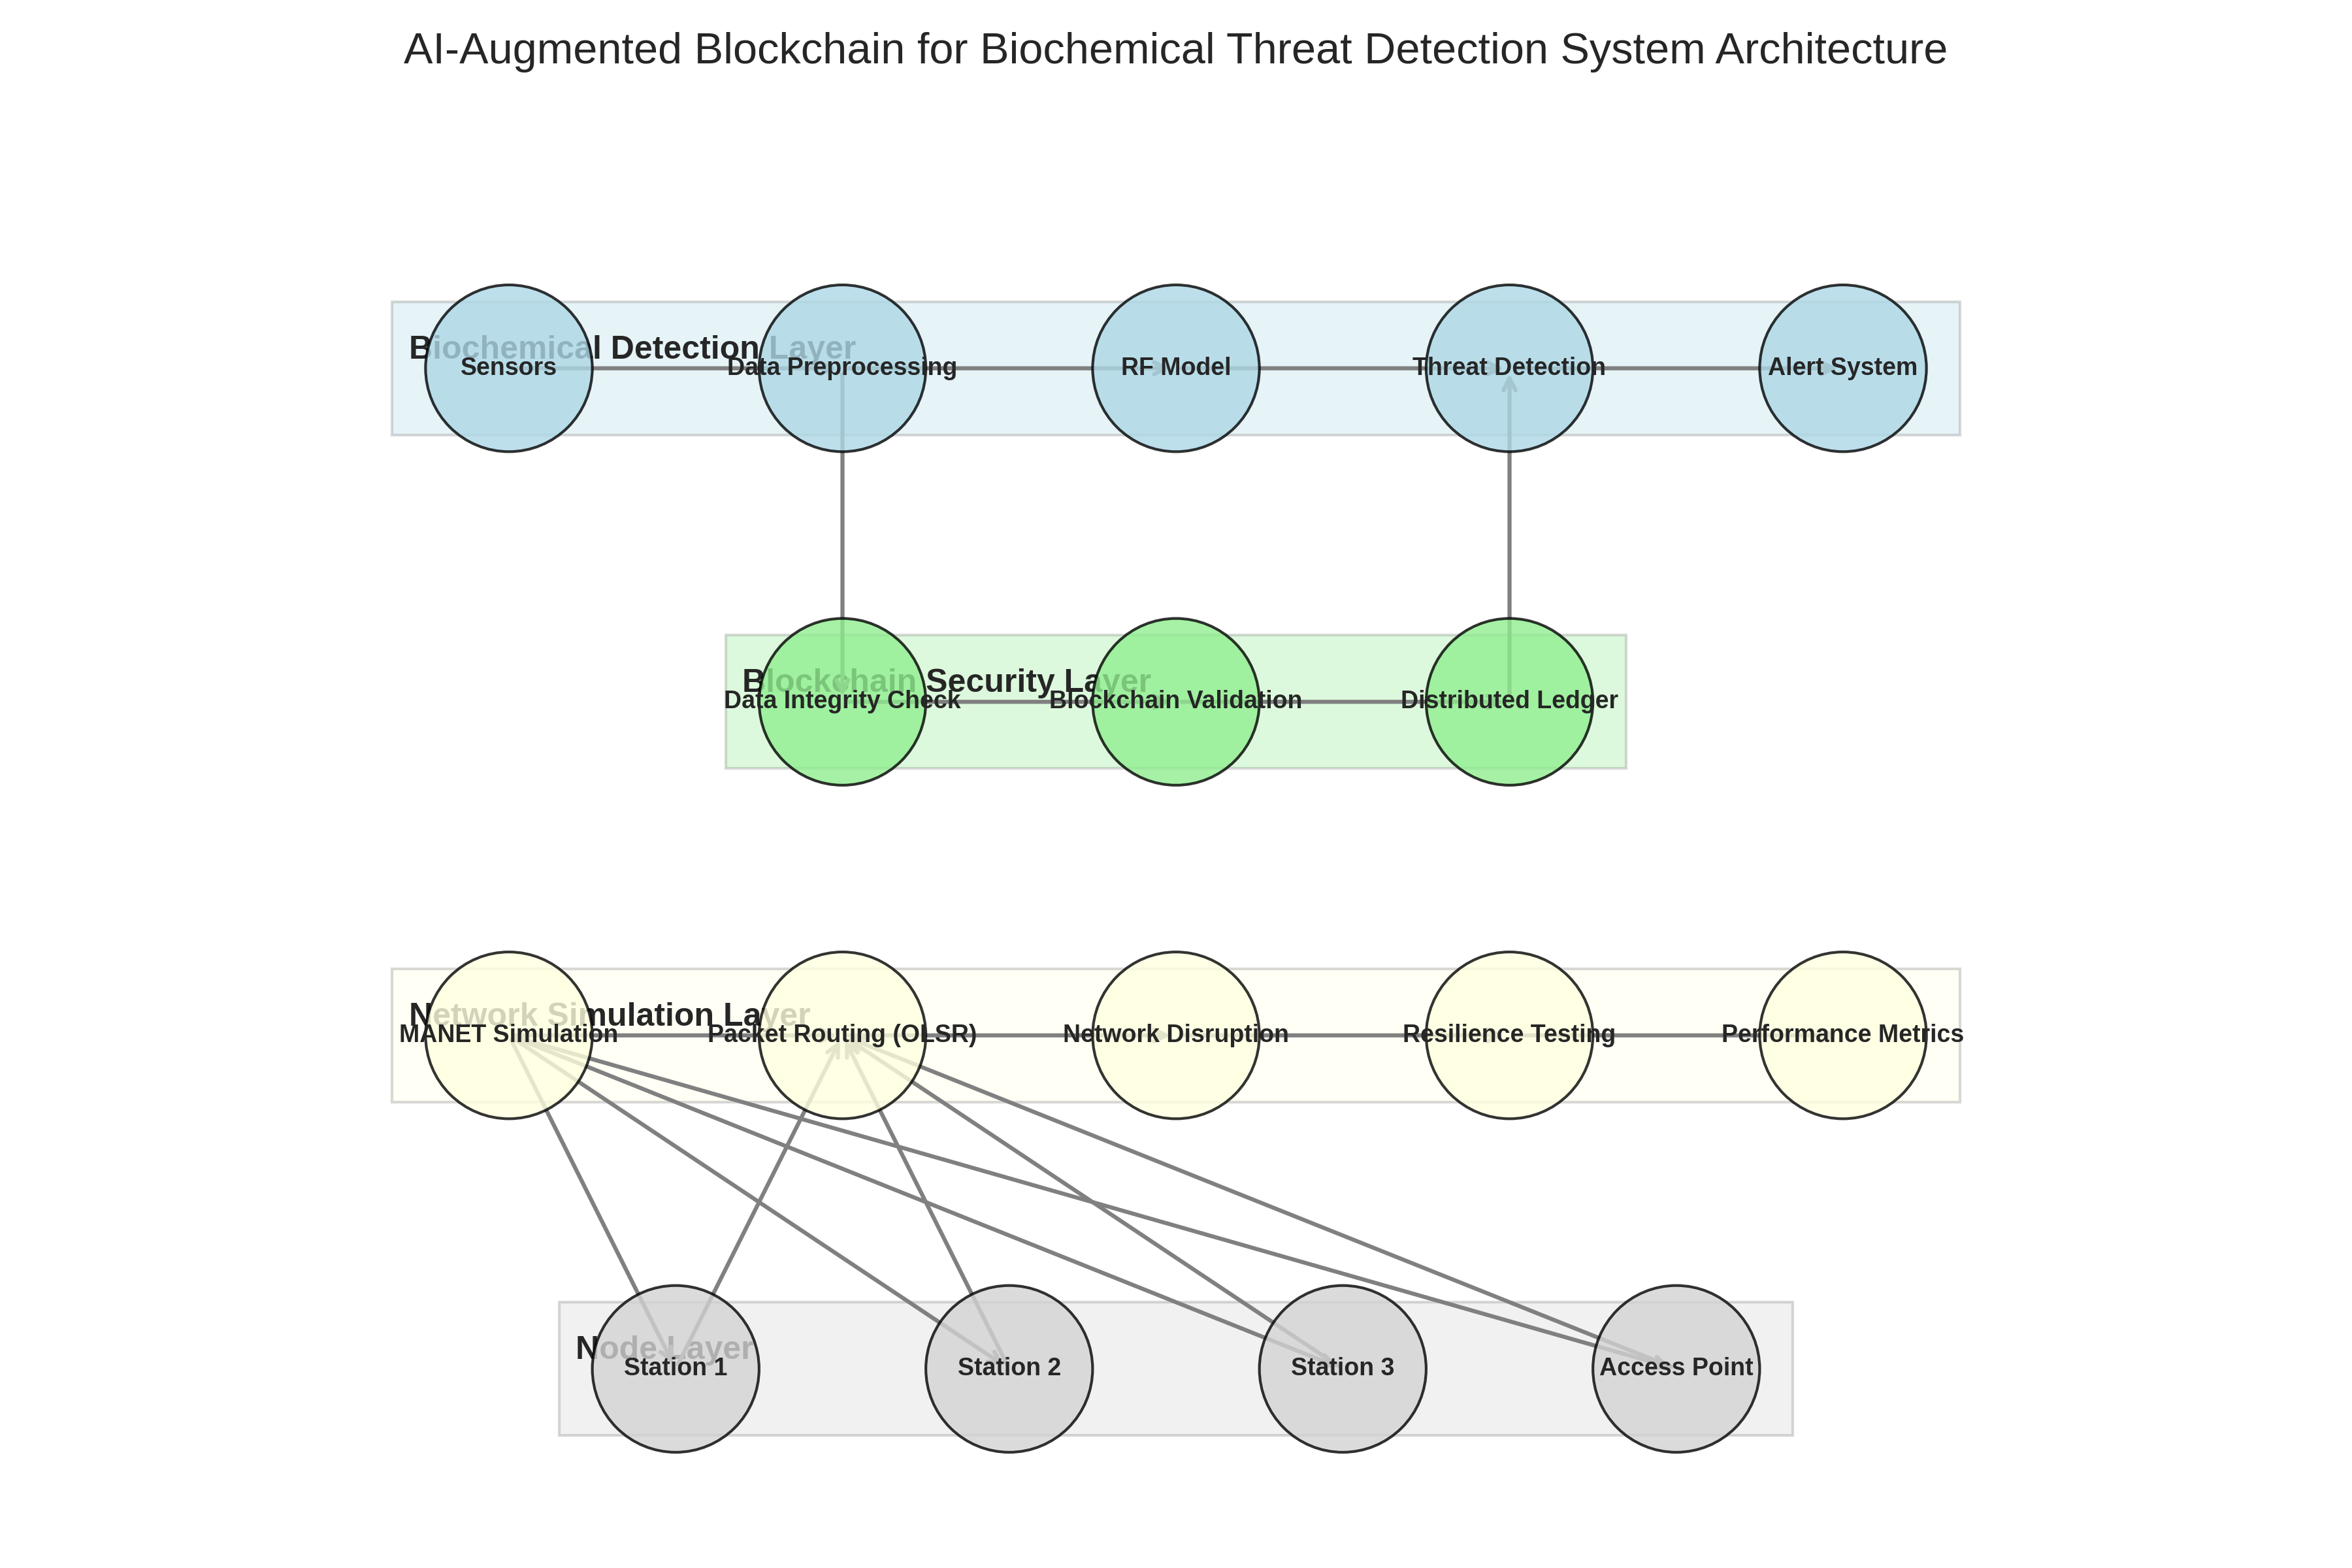 AI-Augmented Blockchain for Biochemical Threat Detection System Architecture
Biochemical Detection Layer
Sensors
Data Preprocessing
RF Model
Threat Detection
Alert System
Blockchain Security Layer
Data Integrity Check
Blockchain Validation
Distributed Ledger
Network Simulation Layer
MANET Simulation
Packet Routing (OLSR)
Network Disruption
Resilience Testing
Performance Metrics
Node Layer
Station 1
Station 2
Station 3
Access Point